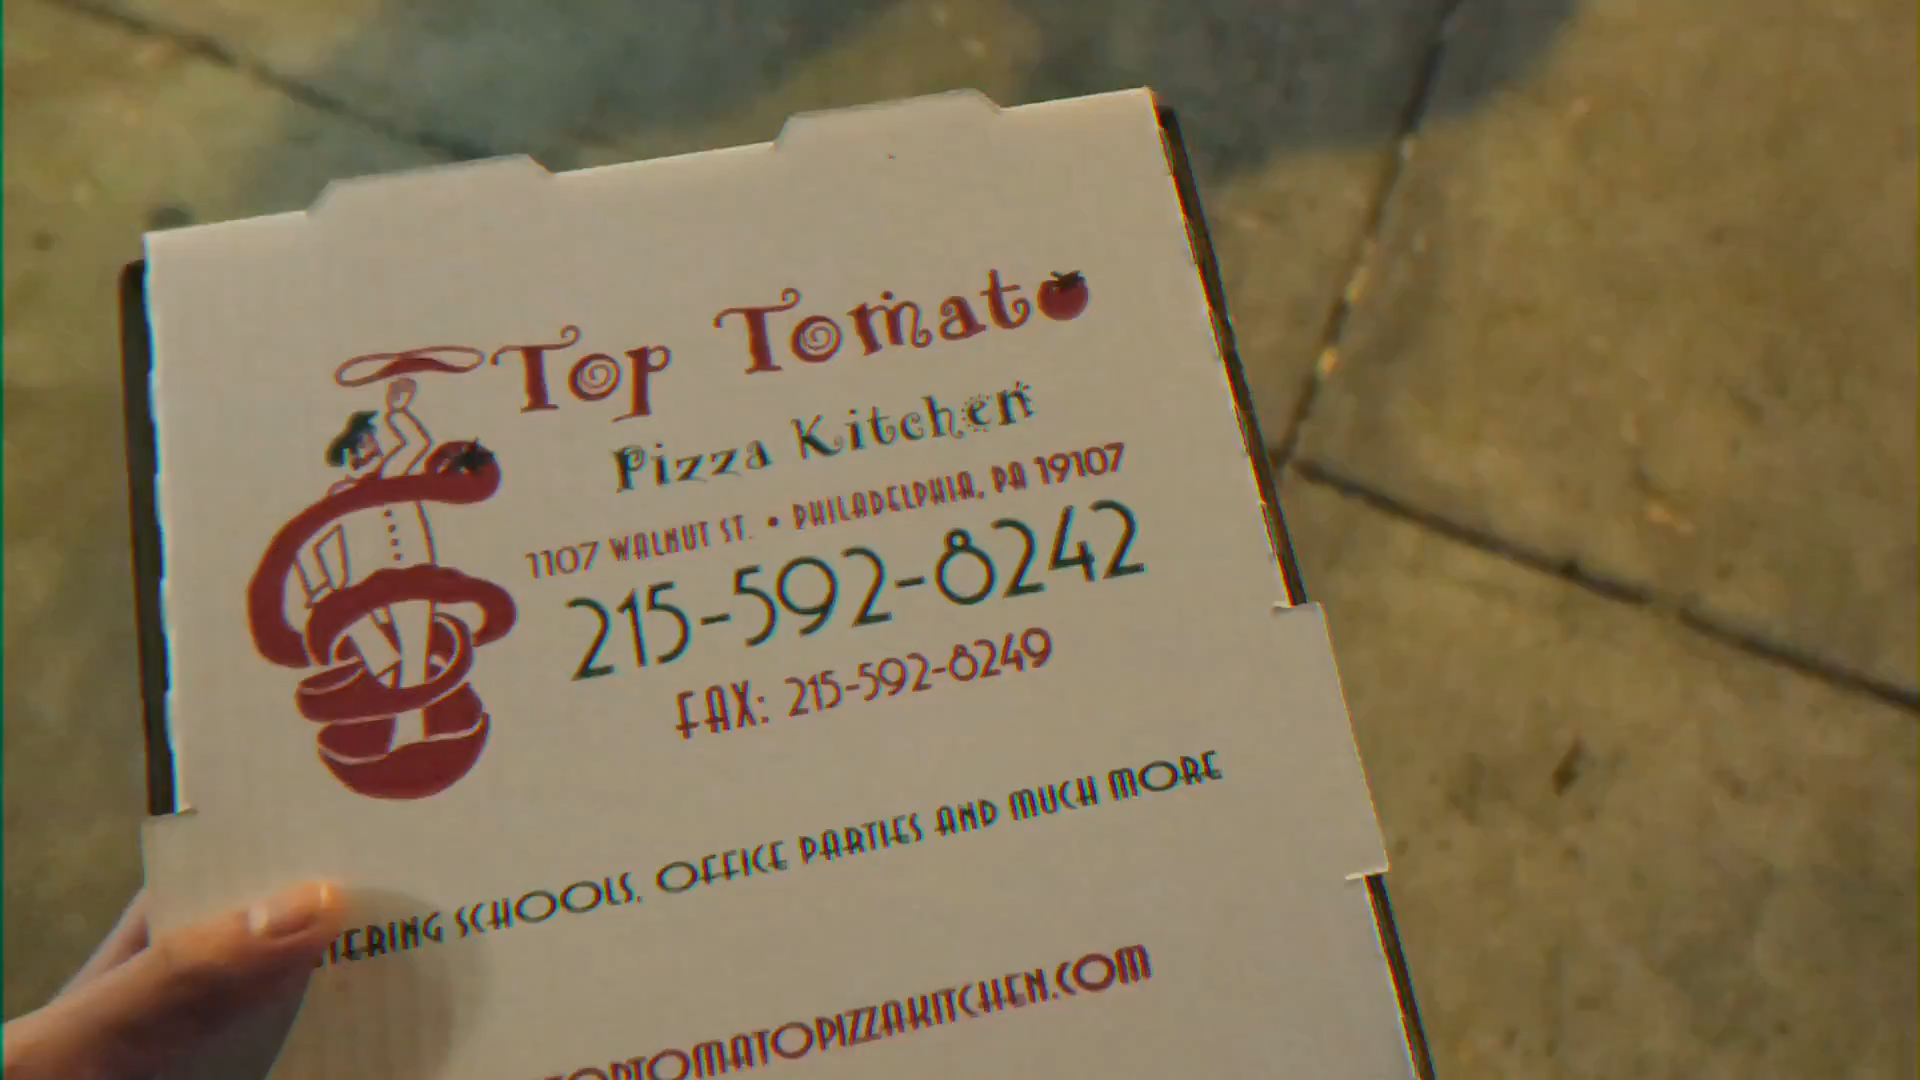 Top Tomato
Pizza Kitchen
1107 WALNUT ST. • PHILADELPHIA, PA 19107
215-592-8242
FAX: 215-592-8249
SCHOOLS, OFFICE PARTIES AND MUCH MORE
TOPTOMATOPIZZAKITCHEN.COM